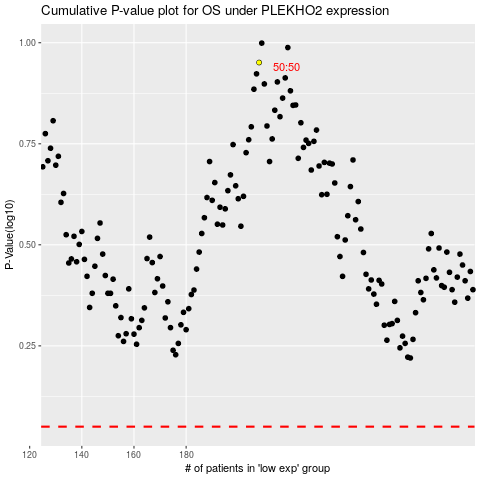 Cumulative P-value plot for OS under PLEKHO2 expression
1.00
50:50
0.75
P-Value(log10)
0.50
0.25
120 140 160 180
# of patients in 'low exp' group